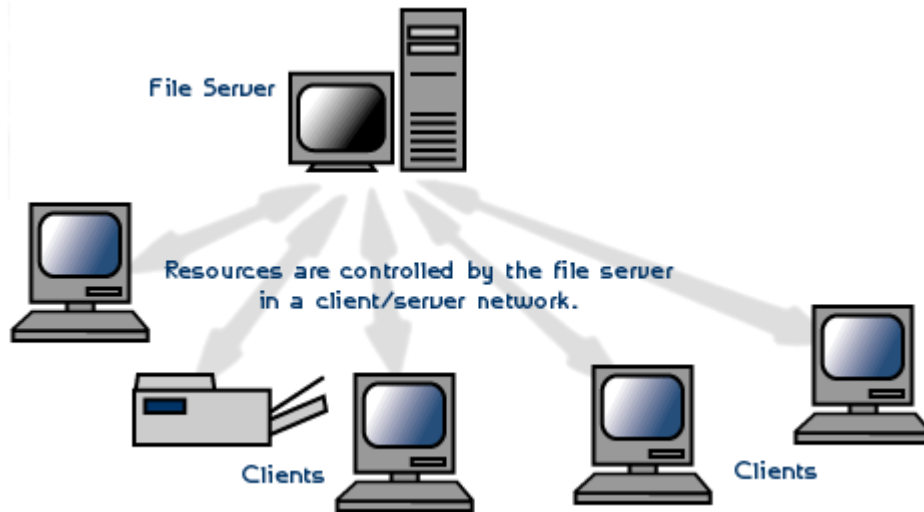 File Server
Resources are controlled by the file server
in a client/server network.
Clients
Clients